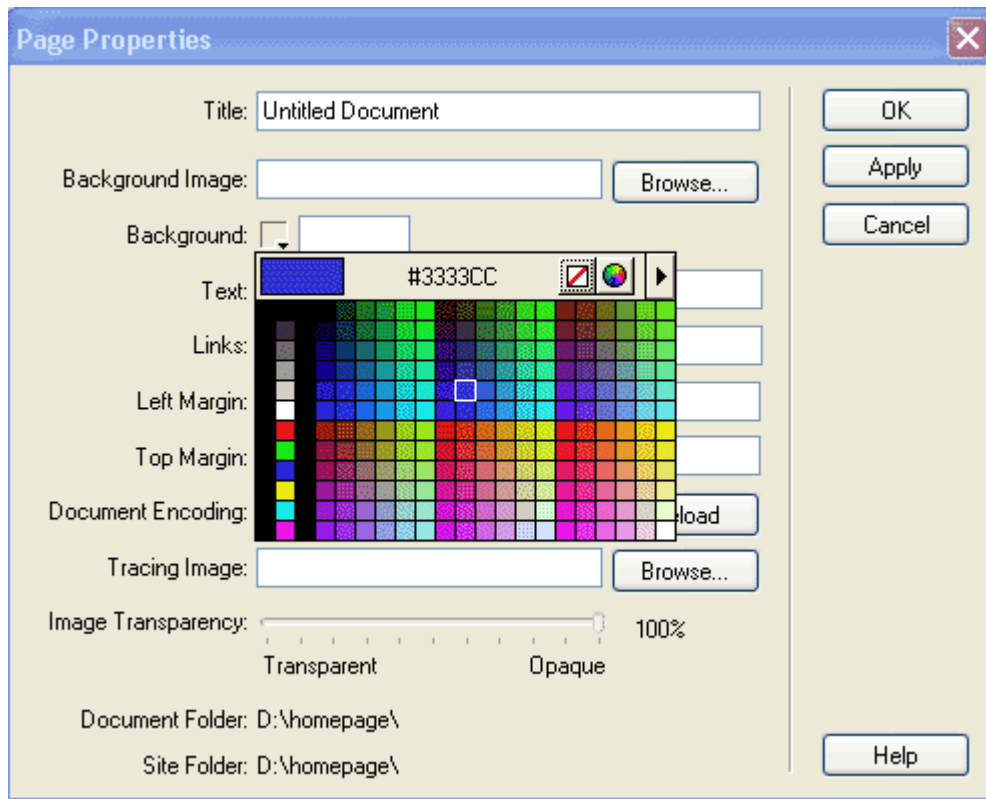 Page Properties
Title: Untitled Document
OK
Background Image:
Browse...
Apply
Background:
Cancel
#3333CC
Text:
Links:
Left Margin:
Top Margin:
Document Encoding:
Tracing Image:
Browse...
Image Transparency:
100%
Transparent
Opaque
Document Folder: D:\homepage\
Site Folder: D:\homepage\
Help